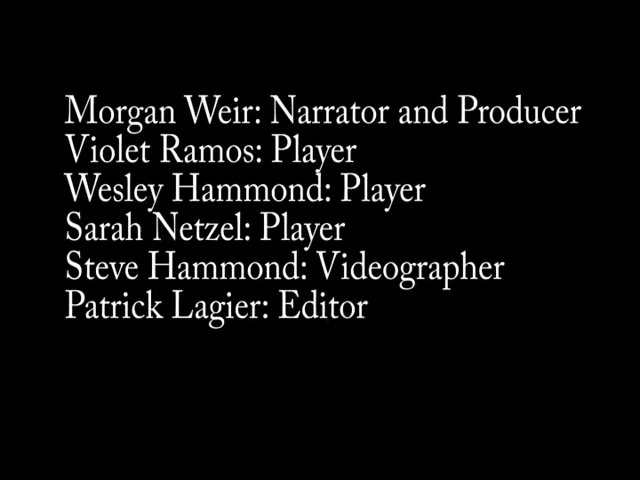 Morgan Weir: Narrator and Producer
Violet Ramos: Player
Wesley Hammond: Player
Sarah Netzel: Player
Steve Hammond: Videographer
Patrick Lagier: Editor